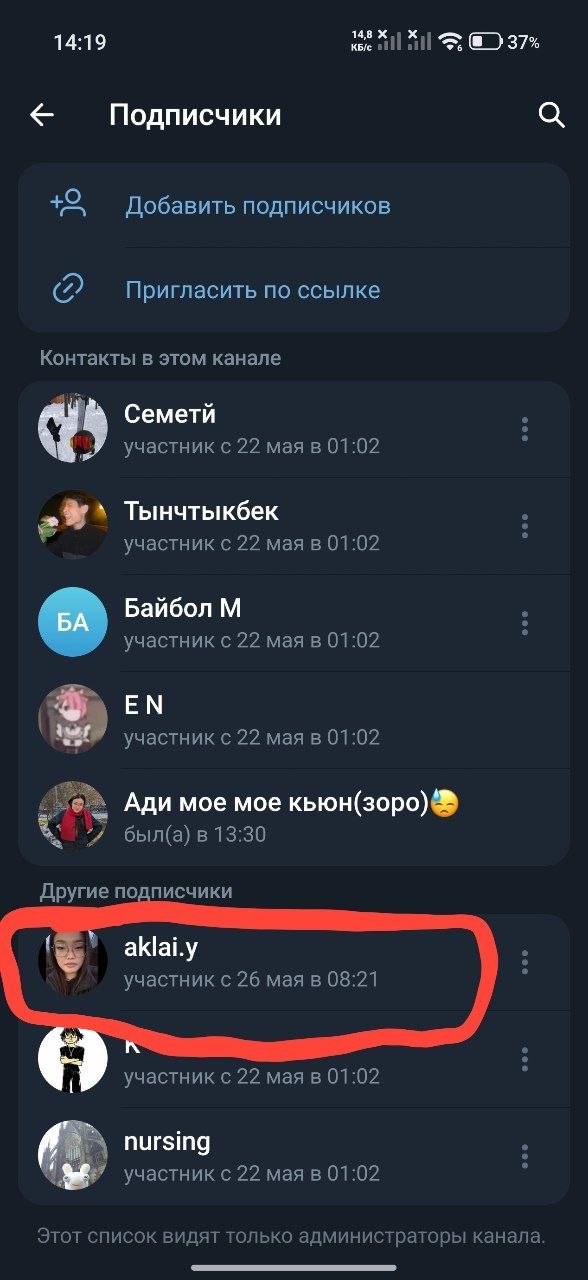 14:19
14,8 КБ/с
6
37%
Подписчики
Добавить подписчиков
Пригласить по ссылке
Контакты в этом канале
Семетй
участник с 22 мая в 01:02
Тынчтыкбек
участник с 22 мая в 01:02
БА
Байбол М
участник с 22 мая в 01:02
E N
участник с 22 мая в 01:02
Ади мое мое кьюн(зоро)😓
был(а) в 13:30
Другие подписчики
aklai.y
участник с 26 мая в 08:21
участник с 22 мая в 01:02
nursing
участник с 22 мая в 01:02
Этот список видят только администраторы канала.